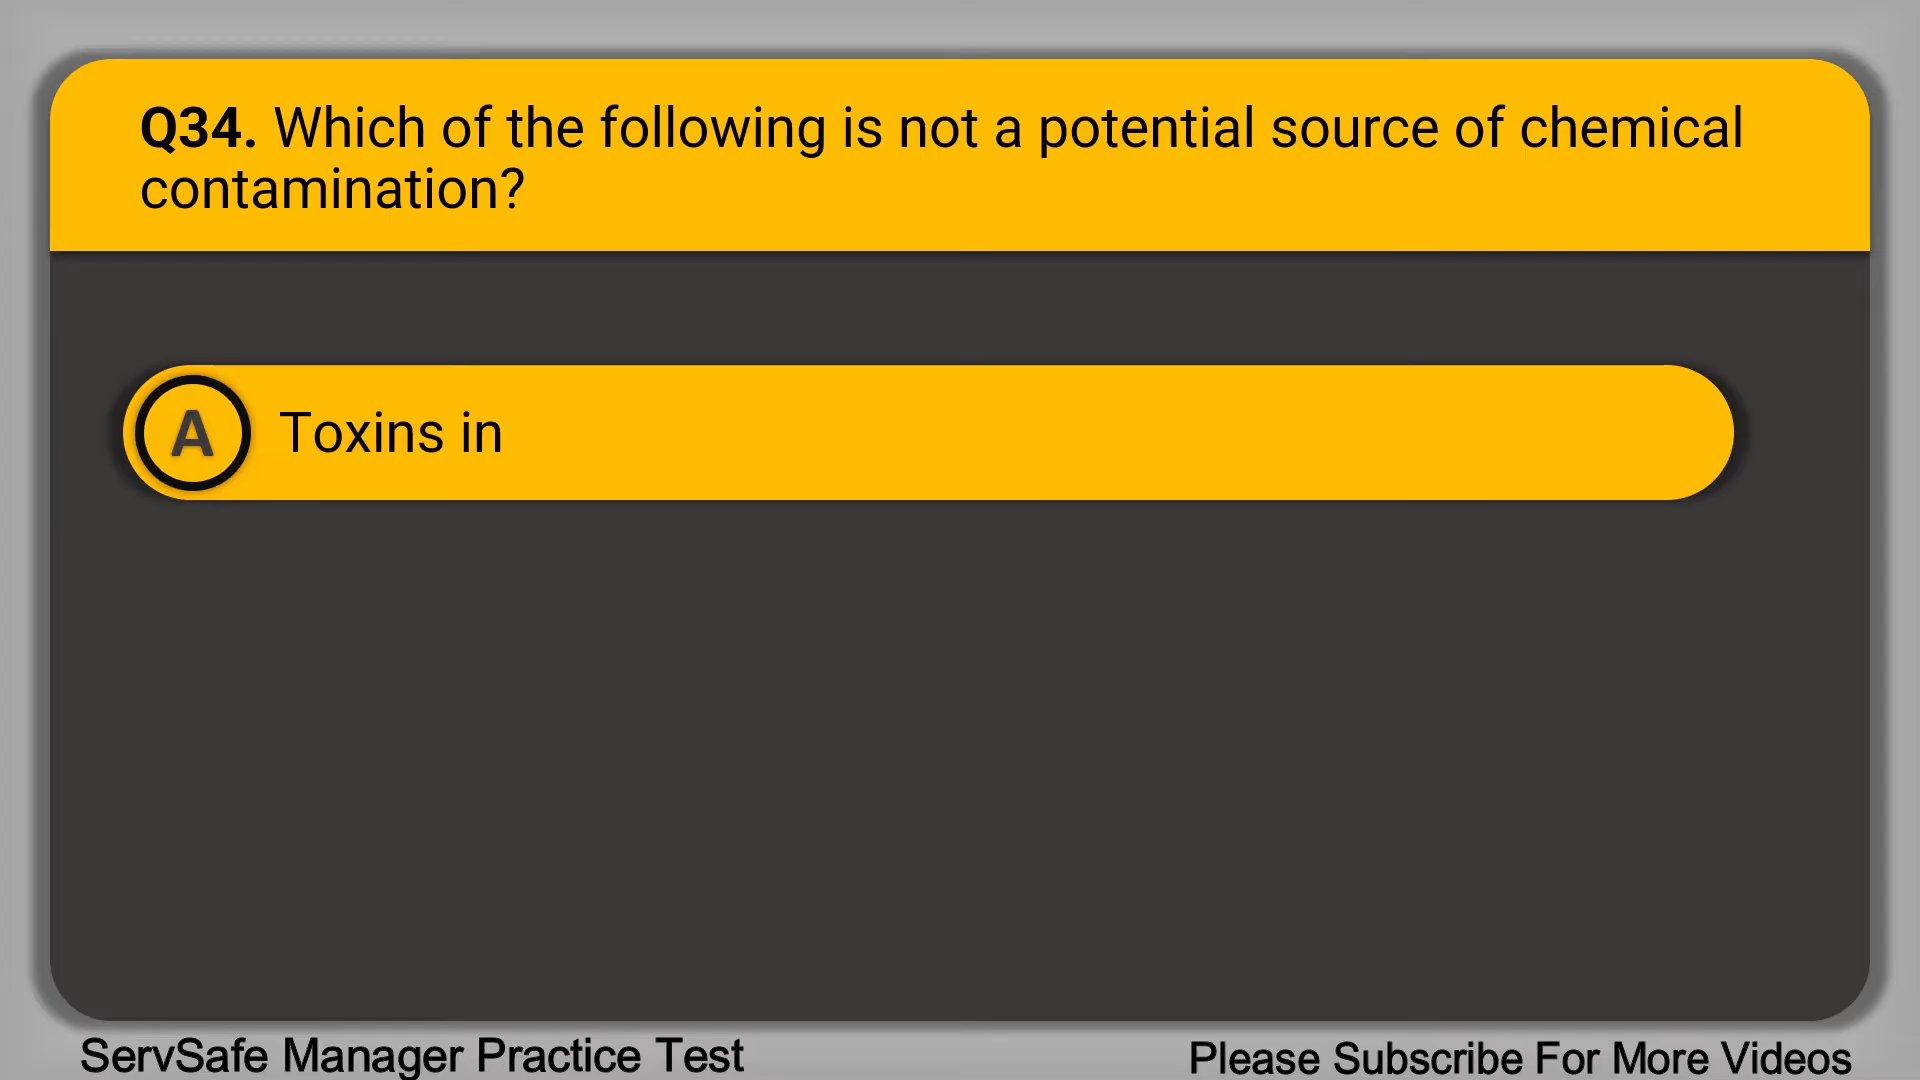 Q34. Which of the following is not a potential source of chemical
contamination?
A Toxins in
ServSafe Manager Practice Test
Please Subscribe For More Videos